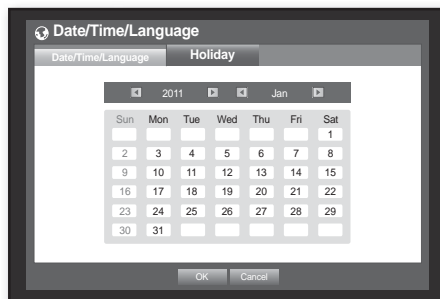 Date/Time/Language
Date/Time/Language Holiday
2011 Jan
Sun Mon Tue Wed Thu Fri Sat
1
2 3 4 5 6 7 8
9 10 11 12 13 14 15
16 17 18 19 20 21 22
23 24 25 26 27 28 29
30 31
OK Cancel